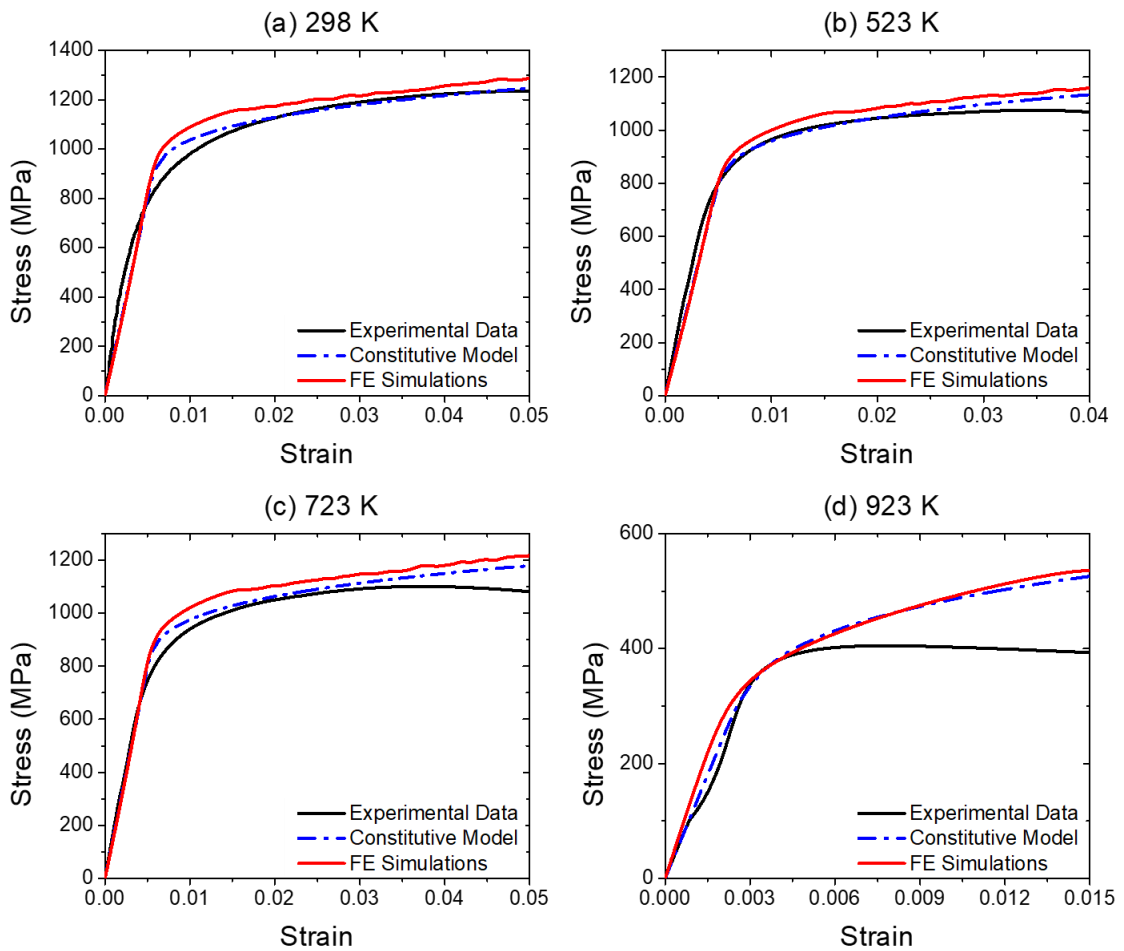 (a) 298 K
1400
1200
1000
800
600
400
200
0
Stress (MPa)
Experimental Data
Constitutive Model
FE Simulations
0.00 0.01 0.02 0.03 0.04 0.05
Strain
(b) 523 K
1200
1000
800
600
400
200
0
Stress (MPa)
Experimental Data
Constitutive Model
FE Simulations
0.00 0.01 0.02 0.03 0.04
Strain
(c) 723 K
1200
1000
800
600
400
200
0
Stress (MPa)
Experimental Data
Constitutive Model
FE Simulations
0.00 0.01 0.02 0.03 0.04 0.05
Strain
(d) 923 K
600
400
200
0
Stress (MPa)
Experimental Data
Constitutive Model
FE Simulations
0.000 0.003 0.006 0.009 0.012 0.015
Strain